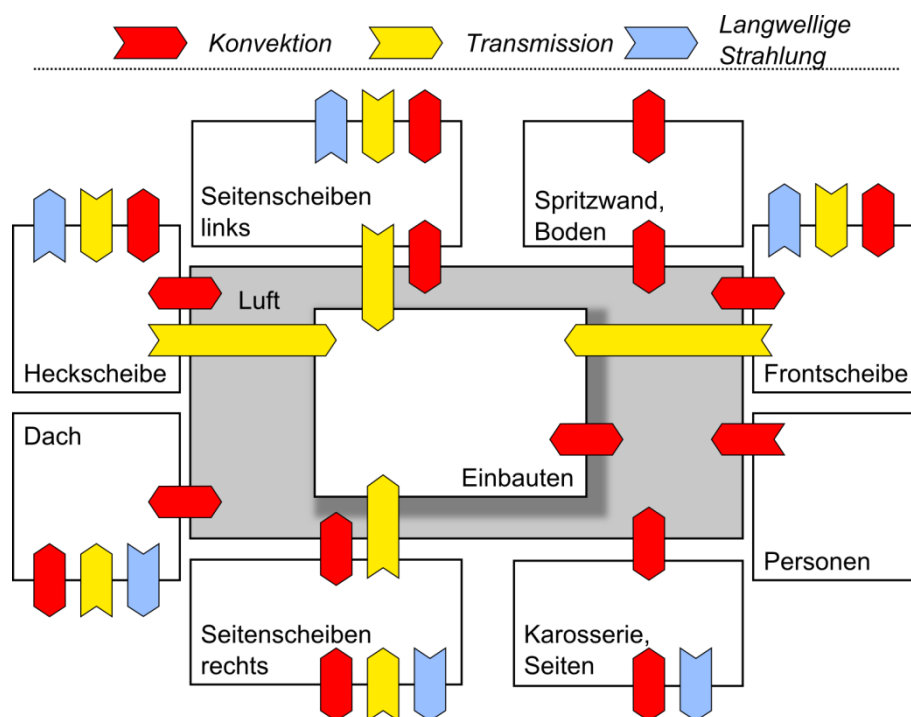 Konvektion
Transmission
Langwellige
Strahlung
Seitenscheiben
links
Spritzwand,
Boden
Luft
Heckscheibe
Frontscheibe
Dach
Einbauten
Personen
Seitenscheiben
rechts
Karosserie,
Seiten